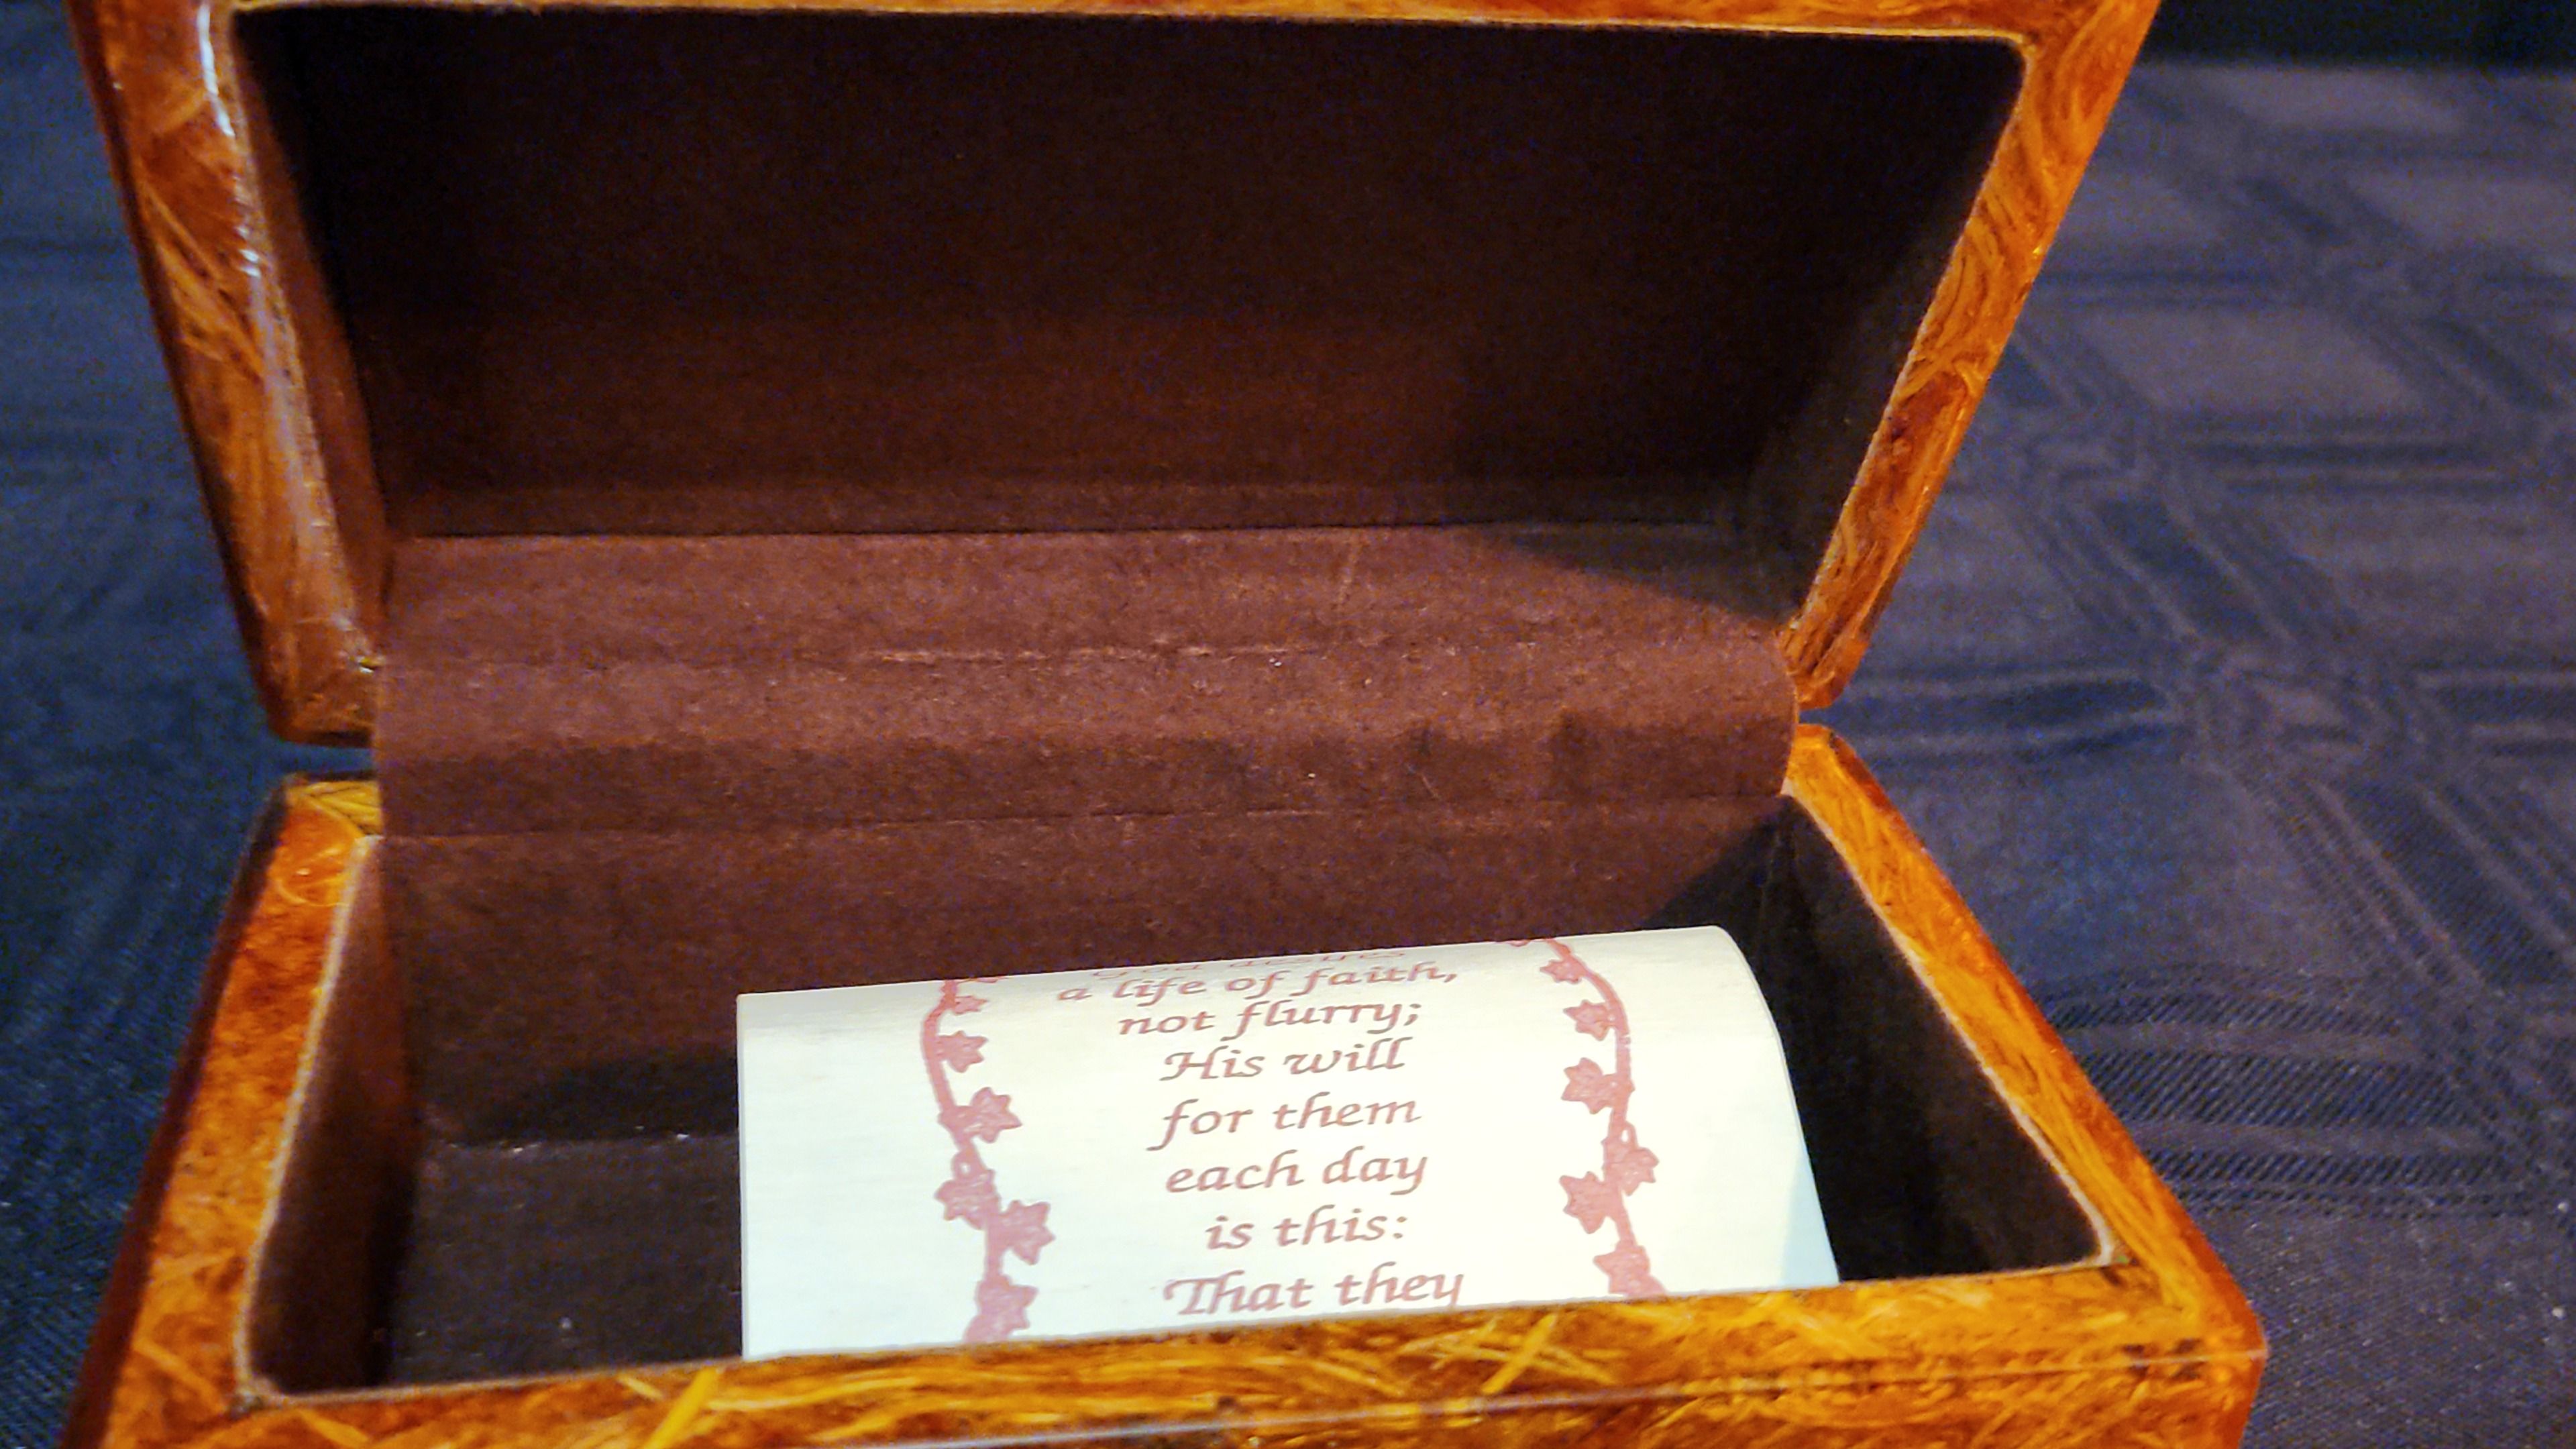 a life of faith,
not flurry;
His will
for them
each day
is this:
That they